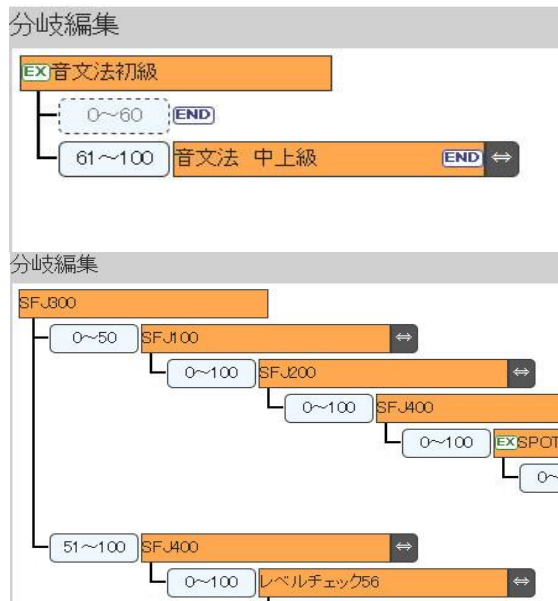 分岐編集
EX音文法初級
0～60 END
61～100 音文法 中上級 END ⇔
分岐編集
SFJ300
0～50 SFJ100 ⇔
0～100 SFJ200 ⇔
0～100 SFJ400
0～100 EXSPOT
0～
51～100 SFJ400 ⇔
0～100 レベルチェック56 ⇔